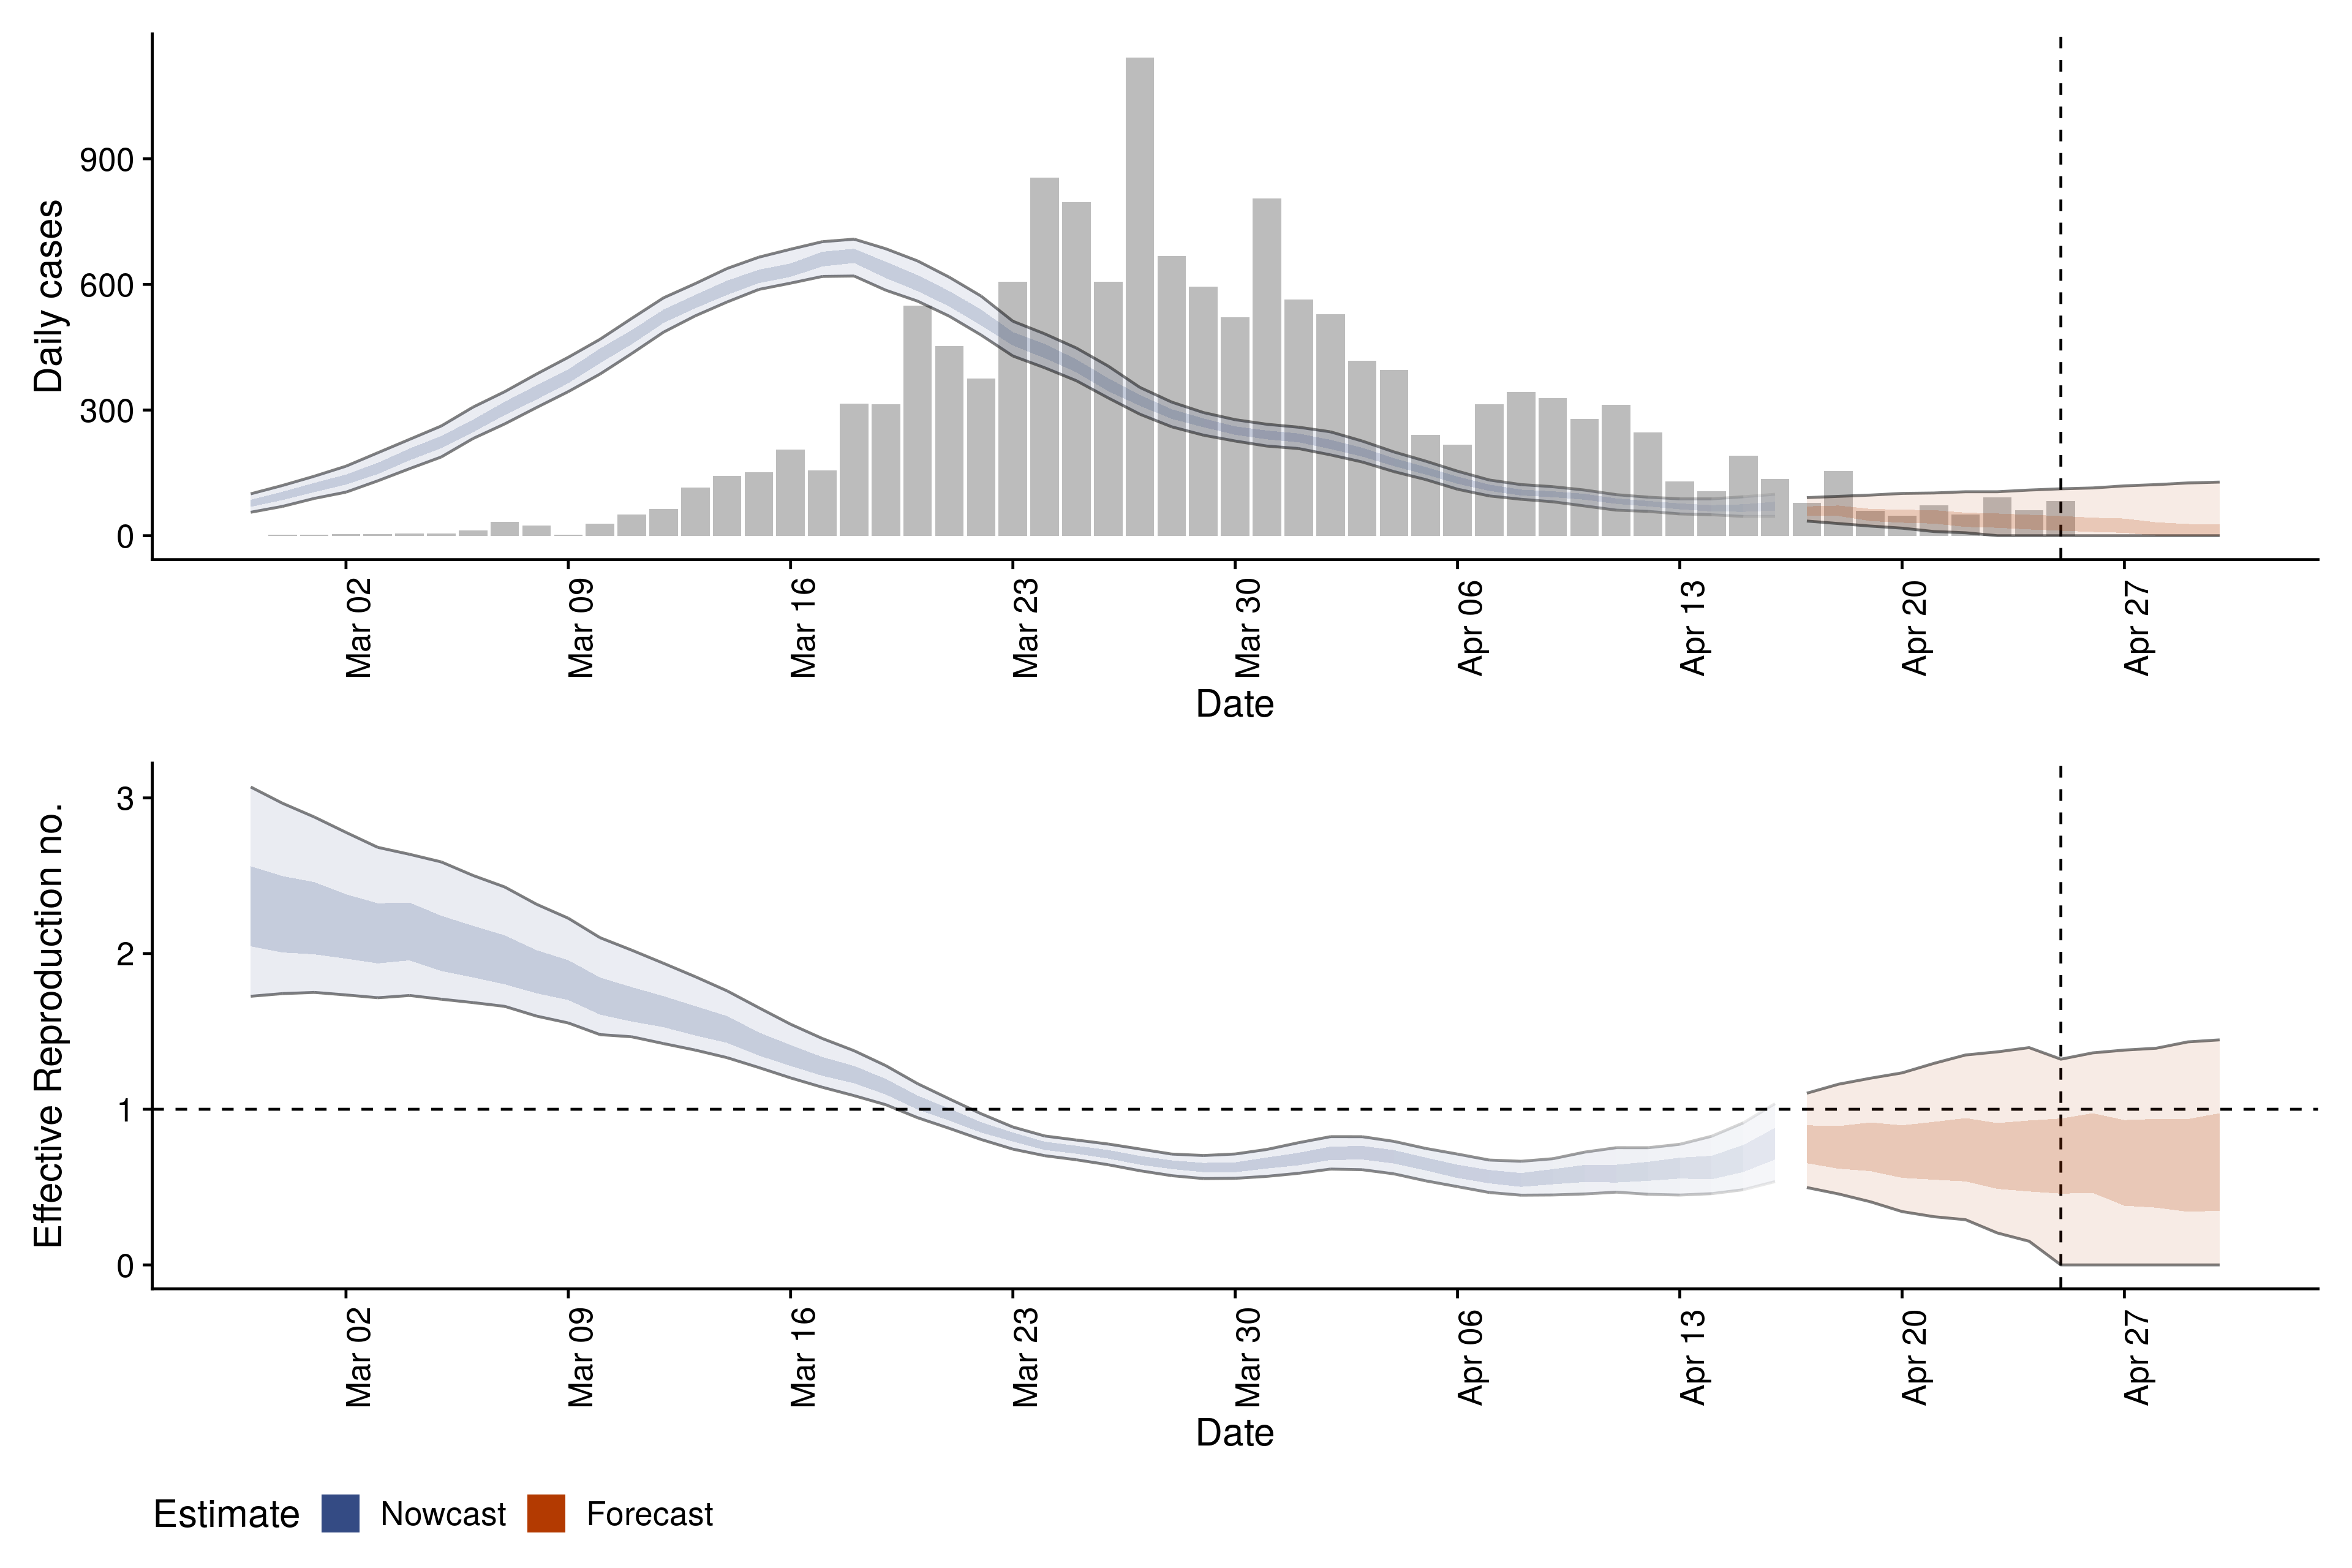 Daily cases
900
600
300
0
Mar 02
Mar 09
Mar 16
Mar 23
Mar 30
Apr 06
Apr 13
Apr 20
Apr 27
Date
Effective Reproduction no.
3
2
1
0
Mar 02
Mar 09
Mar 16
Mar 23
Mar 30
Apr 06
Apr 13
Apr 20
Apr 27
Date
Estimate Nowcast Forecast